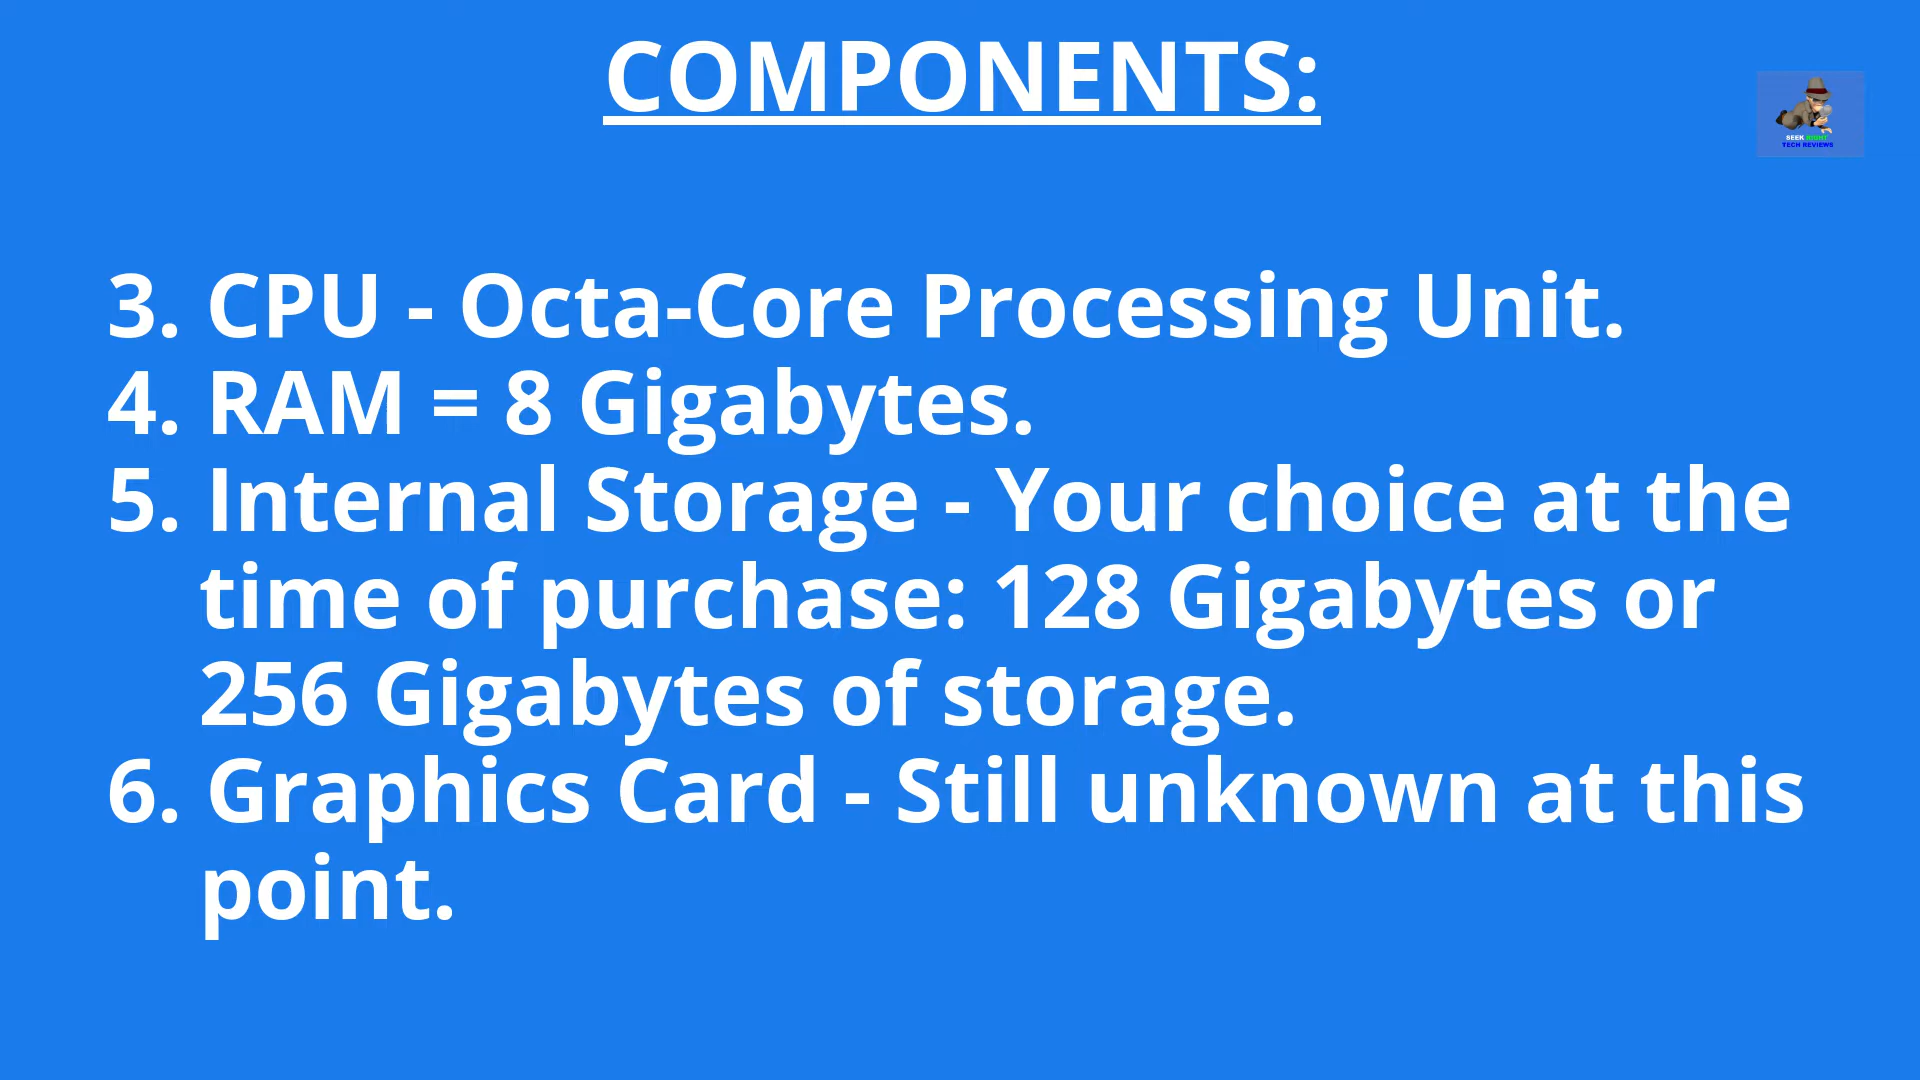 COMPONENTS:
SEEK RIGHT
TECH REVIEWS
3. CPU - Octa-Core Processing Unit.
4. RAM = 8 Gigabytes.
5. Internal Storage - Your choice at the
time of purchase: 128 Gigabytes or
256 Gigabytes of storage.
6. Graphics Card - Still unknown at this
point.